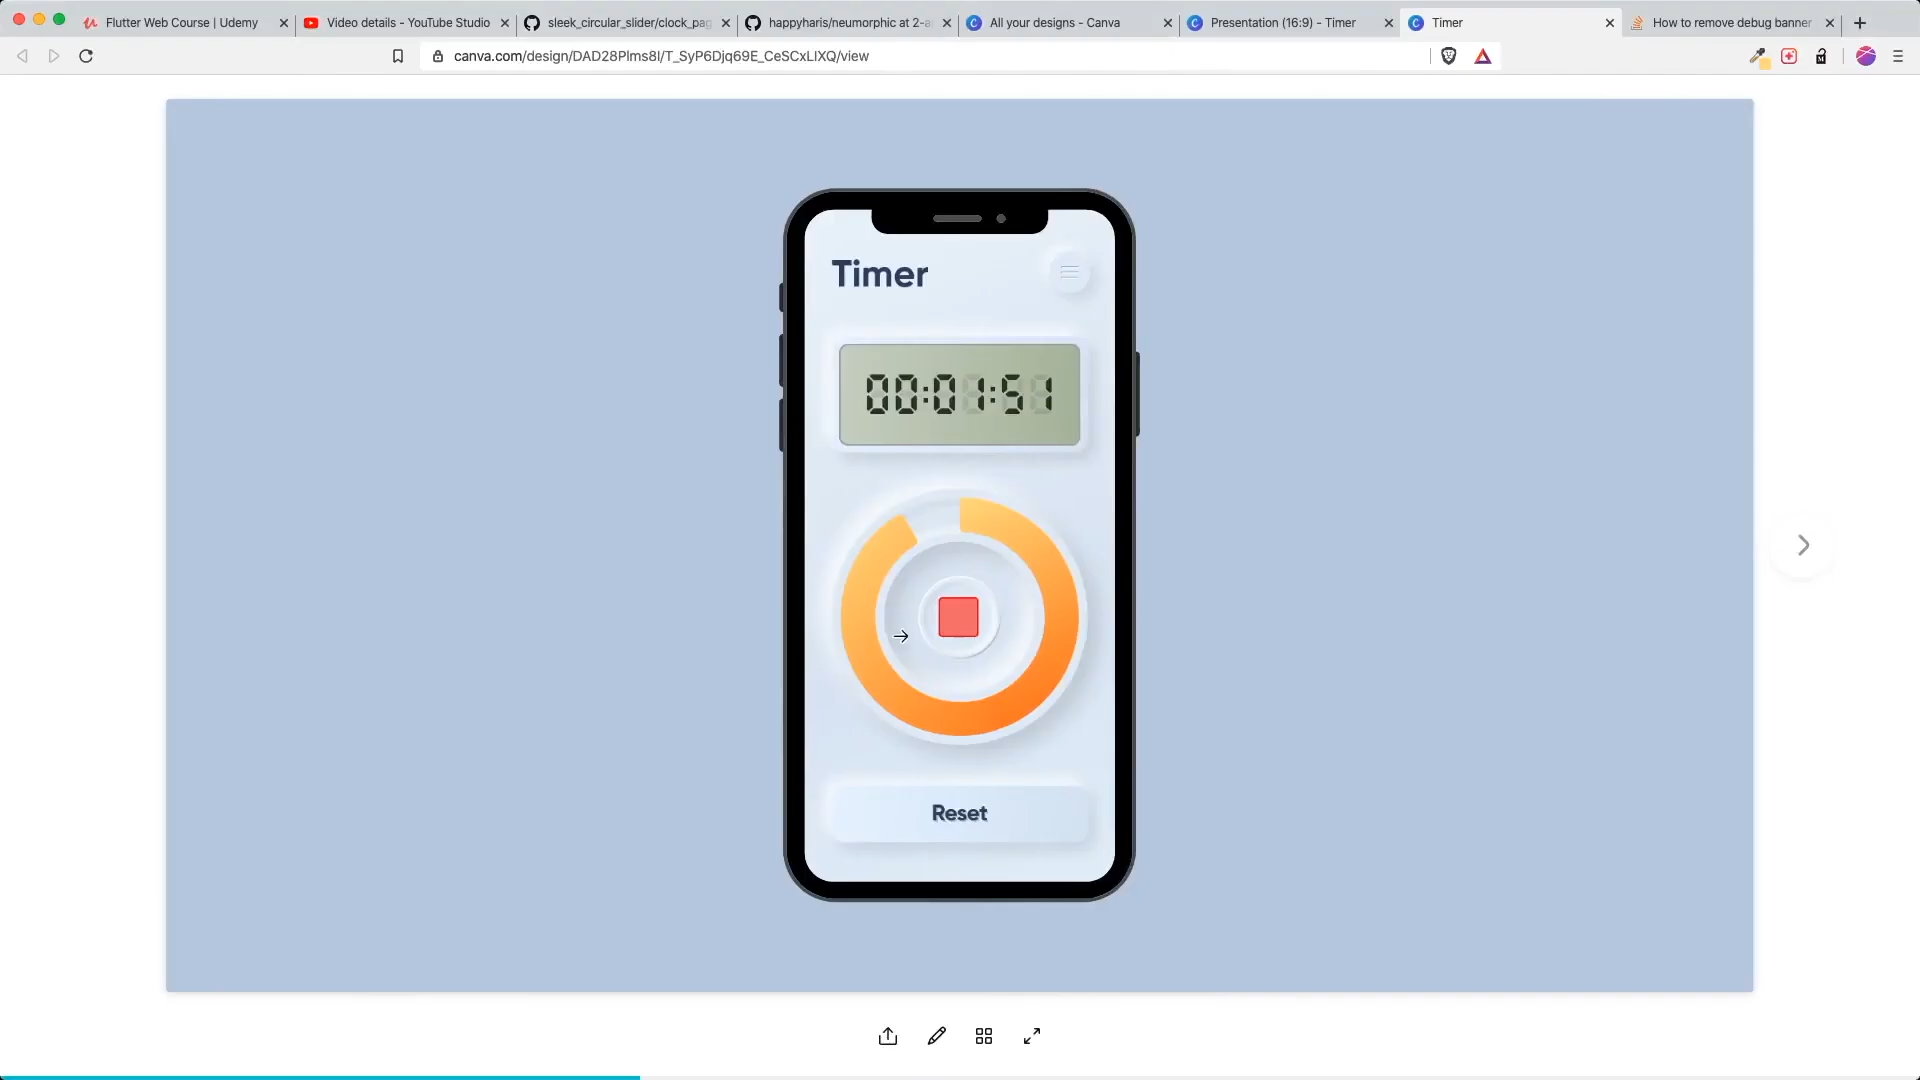 Flutter Web Course | Udemy
Video details - YouTube Studio
sleek_circular_slider/clock_pag
happyharis/neumorphic at 2-a
All your designs - Canva
Presentation (16:9) - Timer
Timer
How to remove debug banner
canva.com/design/DAD28Plms8I/T_SyP6Djq69E_CeSCxLIXQ/view
Timer
00:01:51
Reset